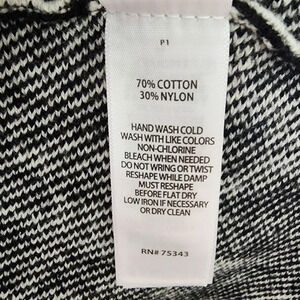 P1
70% COTTON
30% NYLON
HAND WASH COLD
WASH WITH LIKE COLORS
NON-CHLORINE
BLEACH WHEN NEEDED
DO NOT WRING OR TWIST
RESHAPE WHILE DAMP
MUST RESHAPE
BEFORE FLAT DRY
LOW IRON IF NECESSARY
OR DRY CLEAN
RN# 75343